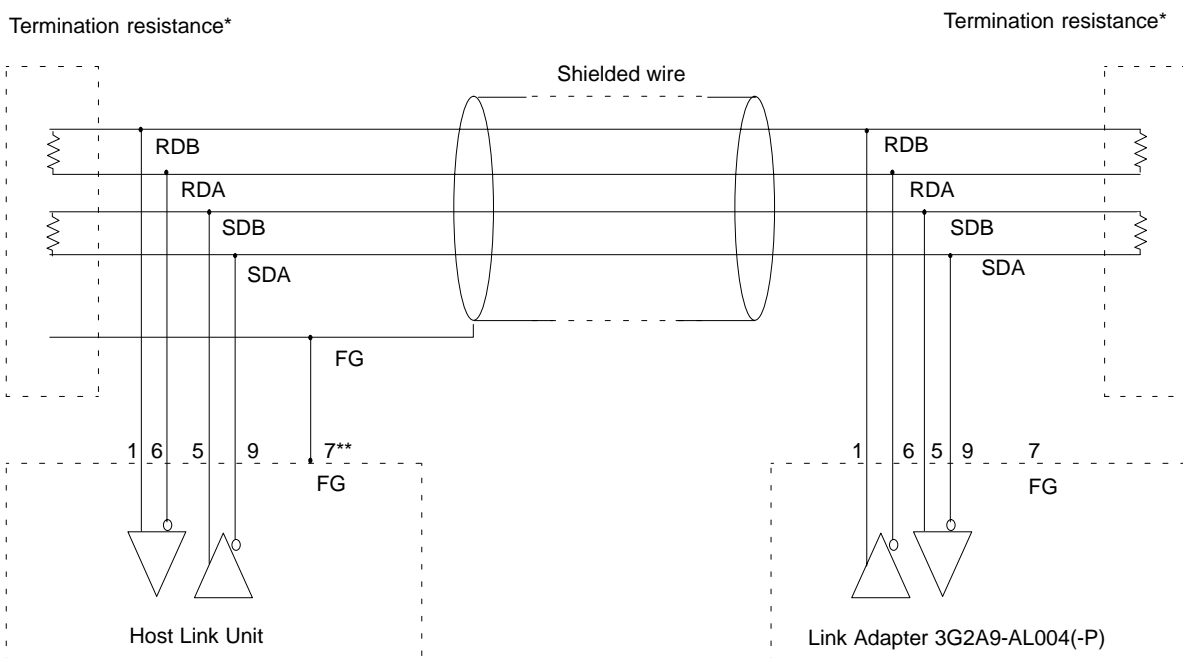 Termination resistance*
Termination resistance*
Shielded wire
RDB
RDB
RDA
RDA
SDB
SDB
SDA
SDA
FG
1 6 5 9 7**
1 6 5 9 7
FG
FG
Host Link Unit
Link Adapter 3G2A9-AL004(-P)